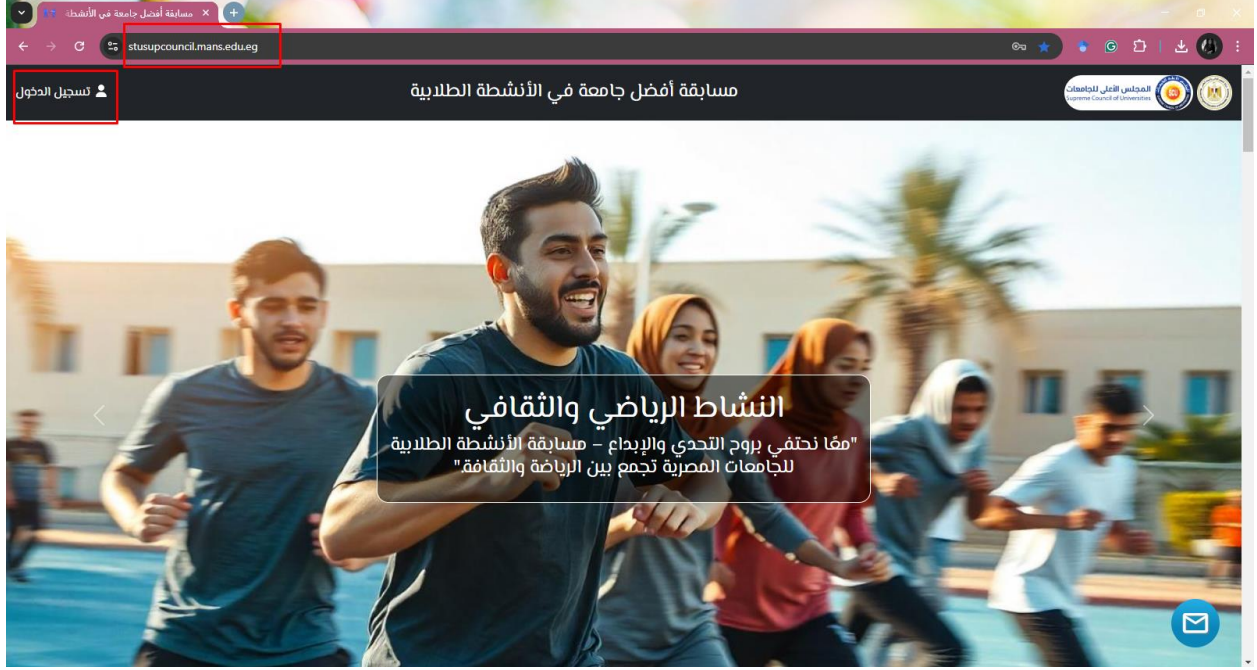 مسابقة أفضل جامعة في الأنشطة
stusupcouncil.mans.edu.eg
المجلس الأعلى للجامعات
Supreme Council of Universities
مسابقة أفضل جامعة في الأنشطة الطلابية
تسجيل الدخول
النشاط الرياضي والثقافي
"معًا نحتفي بروح التحدي والإبداع – مسابقة الأنشطة الطلابية
للجامعات المصرية تجمع بين الرياضة والثقافة"